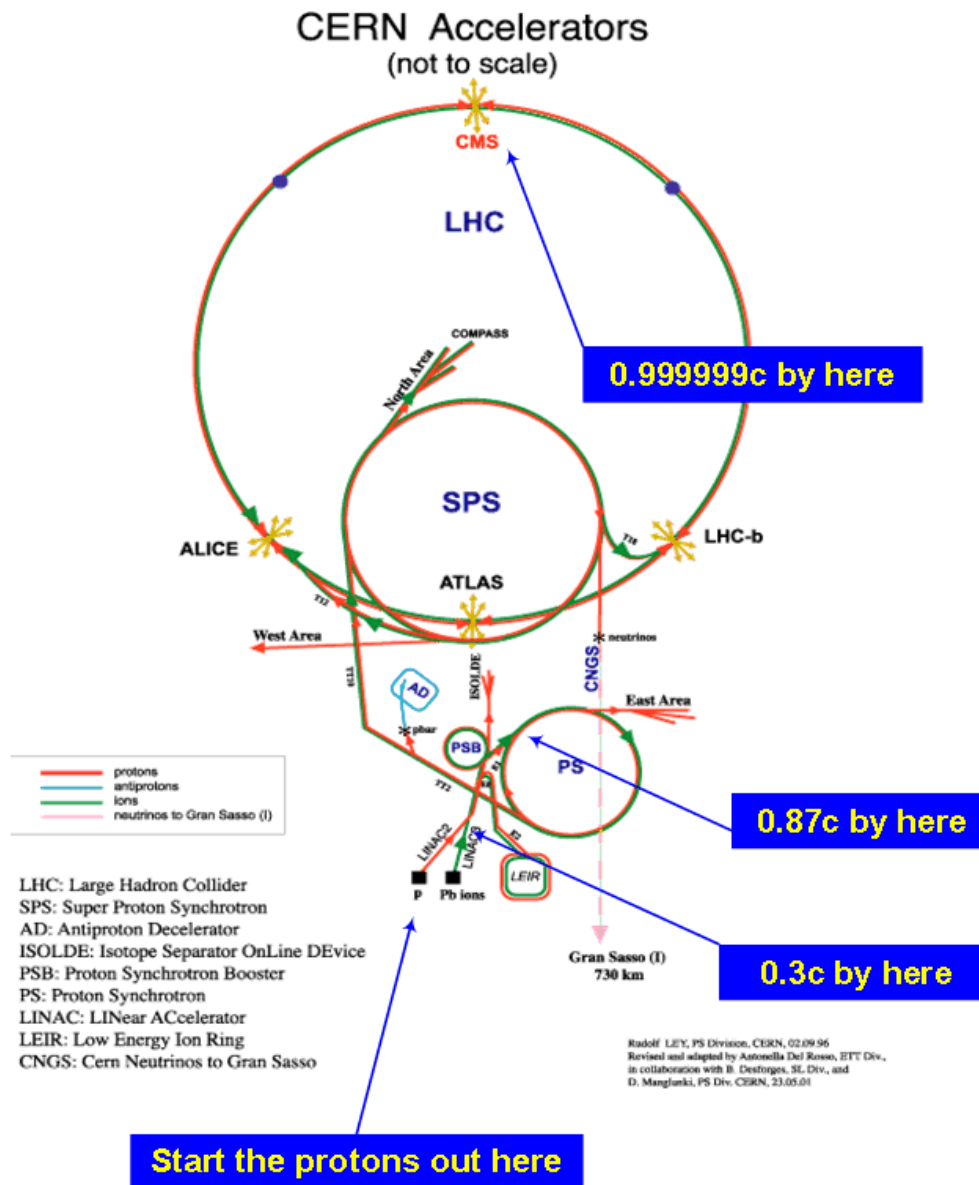 CERN Accelerators
(not to scale)
CMS
LHC
COMPASS
North Area
0.999999c by here
SPS
ALICE
LHC-b
TI8
ATLAS
TI2
West Area
neutrinos
ISOLDE
CNGS
TT10
AD
East Area
pbar
PSB
PS
E1
TT2
protons
antiprotons
ions
neutrinos to Gran Sasso (I)
0.87c by here
LINAC2
LINAC3
E2
LEIR
p
Pb ions
LHC: Large Hadron Collider
SPS: Super Proton Synchrotron
AD: Antiproton Decelerator
ISOLDE: Isotope Separator OnLine DEvice
PSB: Proton Synchrotron Booster
PS: Proton Synchrotron
LINAC: LINear ACcelerator
LEIR: Low Energy Ion Ring
CNGS: Cern Neutrinos to Gran Sasso
Gran Sasso (I)
730 km
0.3c by here
Rudolf LEY, PS Division, CERN, 02.09.96
Revised and adapted by Antonella Del Rosso, ETT Div.,
in collaboration with B. Desforges, SL Div., and
D. Manglunki, PS Div. CERN, 23.05.01
Start the protons out here